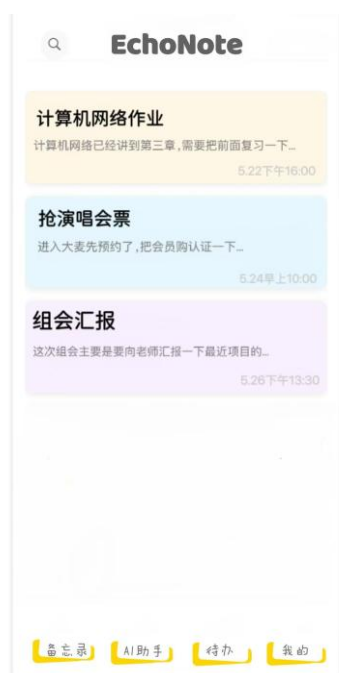 EchoNote
计算机网络作业
计算机网络已经讲到第三章,需要把前面复习一下...
5.22下午16:00
抢演唱会票
进入大麦先预约了,把会员购认证一下...
5.24早上10:00
组会汇报
这次组会主要是要向老师汇报一下最近项目的...
5.26下午13:30
备忘录 AI助手 待办 我的